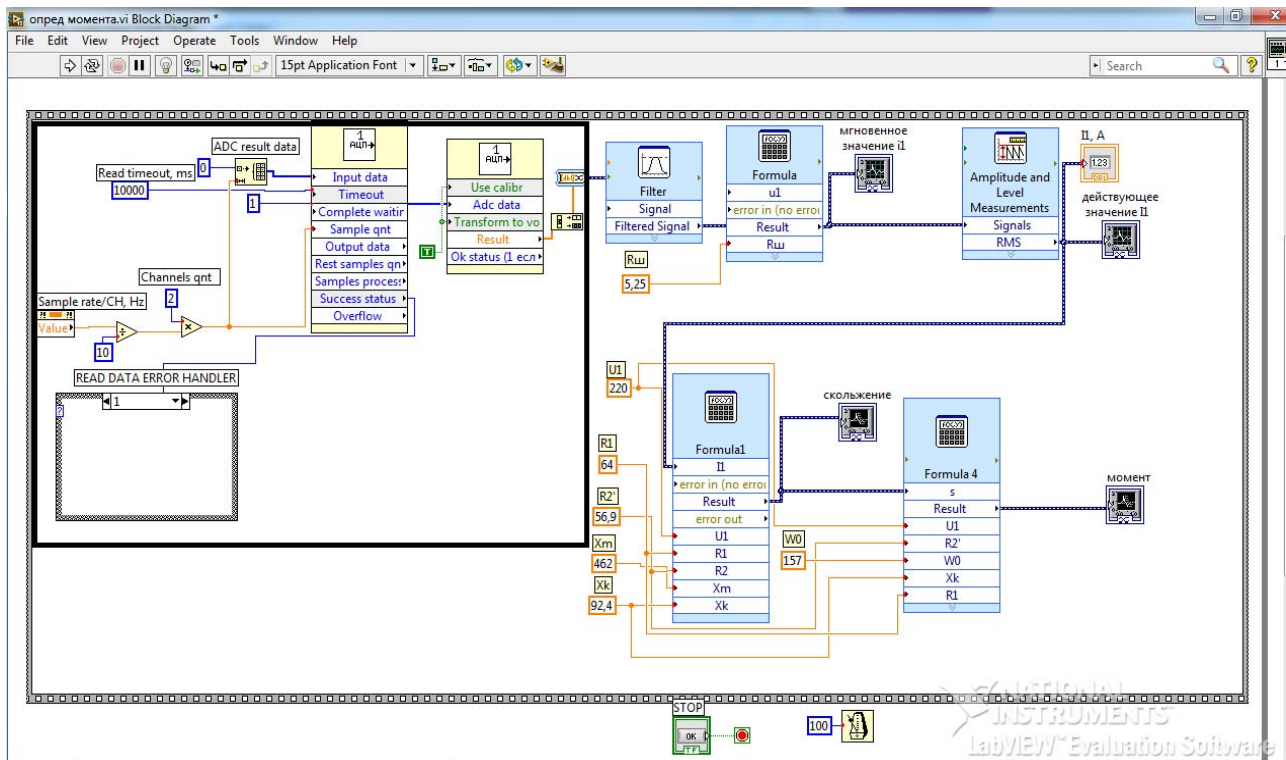 опред момента.vi Block Diagram *
File Edit View Project Operate Tools Window Help
15pt Application Font
Search
ADC result data
Read timeout, ms
0
10000
1
1
АЦП
Input data
Timeout
Complete waitir
Sample qnt
Output data
Rest samples qn
Samples process
Success status
Overflow
1
АЦП
Use calibr
Adc data
Transform to vo
Result
Ok status (1 есл
T
Channels qnt
2
Sample rate/CH, Hz
Value
10
READ DATA ERROR HANDLER
1
?
Filter
Signal
Filtered Signal
Formula
u1
error in (no erroi
Result
Rш
Rш
5,25
мгновенное
значение i1
Amplitude and
Level
Measurements
Signals
RMS
I1, A
1.23
действующее
значение I1
U1
220
R1
64
R2'
56,9
Xm
462
Xk
92,4
Formula1
I1
error in (no erroi
Result
error out
U1
R1
R2
Xm
Xk
скольжение
W0
157
Formula 4
s
Result
U1
R2'
W0
Xk
R1
момент
STOP
OK
TF
100
NATIONAL
INSTRUMENTS
LabVIEW Evaluation Software